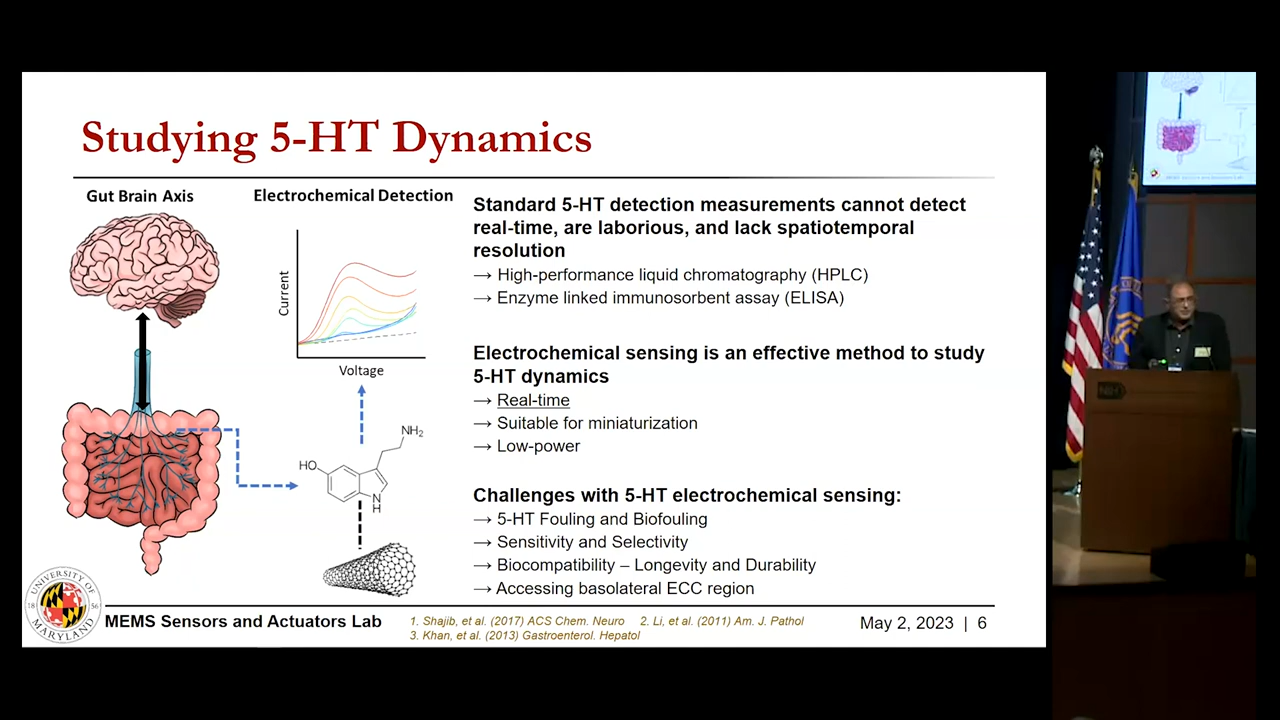 Studying 5-HT Dynamics
Gut Brain Axis
Electrochemical Detection
Current
Voltage
NH₂
HO
N
H
Standard 5-HT detection measurements cannot detect
real-time, are laborious, and lack spatiotemporal
resolution
→ High-performance liquid chromatography (HPLC)
→ Enzyme linked immunosorbent assay (ELISA)
Electrochemical sensing is an effective method to study
5-HT dynamics
→ Real-time
→ Suitable for miniaturization
→ Low-power
Challenges with 5-HT electrochemical sensing:
→ 5-HT Fouling and Biofouling
→ Sensitivity and Selectivity
→ Biocompatibility – Longevity and Durability
→ Accessing basolateral ECC region
UNIVERSITY OF
18 56
MARYLAND
MEMS Sensors and Actuators Lab
1. Shajib, et al. (2017) ACS Chem. Neuro 2. Li, et al. (2011) Am. J. Pathol
3. Khan, et al. (2013) Gastroenterol. Hepatol
May 2, 2023 | 6
NIH